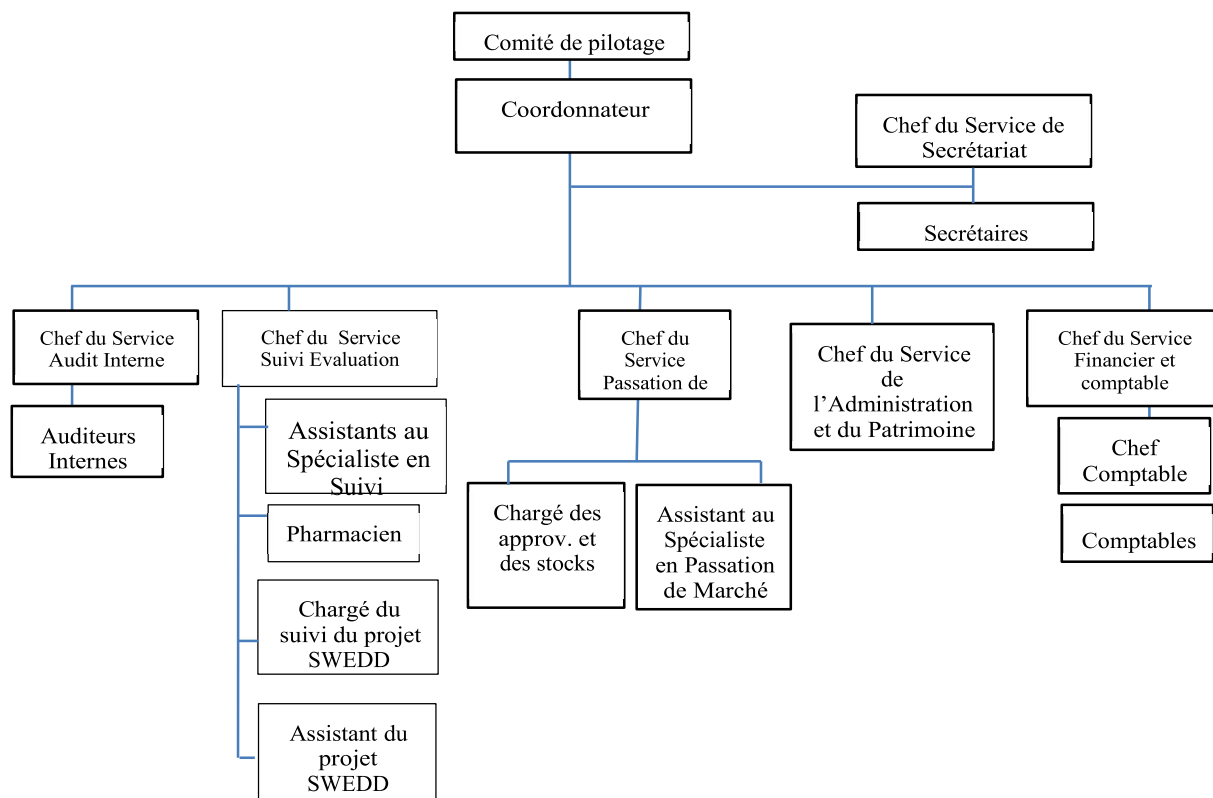 Comité de pilotage
Coordonnateur
Chef du Service de
Secrétariat
Secrétaires
Chef du Service
Audit Interne
Auditeurs
Internes
Chef du Service
Suivi Evaluation
Assistants au
Spécialiste en
Suivi
Pharmacien
Chargé du
suivi du projet
SWEDD
Assistant du
projet
SWEDD
Chef du
Service
Passation de
Chargé des
approv. et
des stocks
Assistant au
Spécialiste
en Passation
de Marché
Chef du Service
de
l’Administration
et du Patrimoine
Chef du Service
Financier et
comptable
Chef
Comptable
Comptables